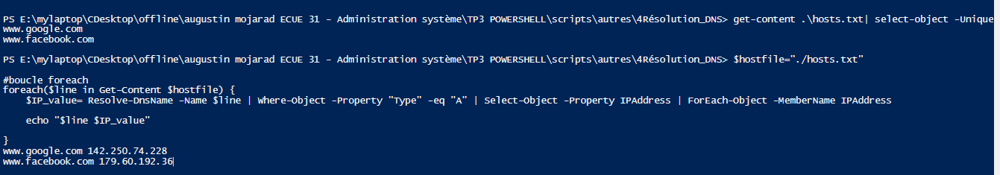 PS E:\mylaptop\CDesktop\offline\augustin mojarad ECUE 31 - Administration système\TP3 POWERSHELL\scripts\autres\4Résolution_DNS> get-content .\hosts.txt| select-object -Unique
www.google.com
www.facebook.com
PS E:\mylaptop\CDesktop\offline\augustin mojarad ECUE 31 - Administration système\TP3 POWERSHELL\scripts\autres\4Résolution_DNS> $hostfile="./hosts.txt"
#boucle foreach
foreach($line in Get-Content $hostfile) {
    $IP_value= Resolve-DnsName -Name $line | Where-Object -Property "Type" -eq "A" | Select-Object -Property IPAddress | ForEach-Object -MemberName IPAddress
    echo "$line $IP_value"
}
www.google.com 142.250.74.228
www.facebook.com 179.60.192.36